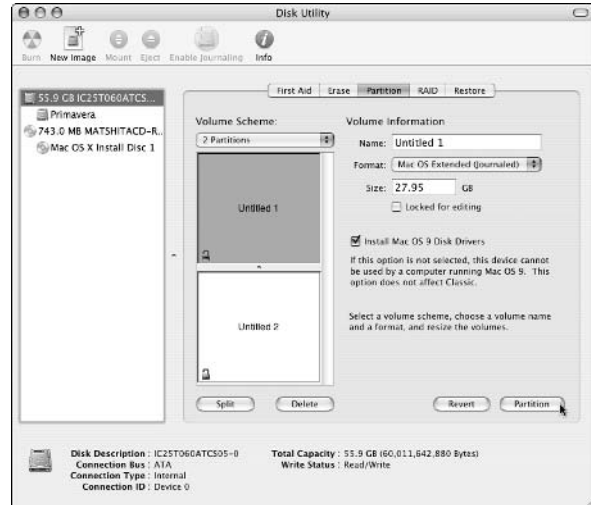 Disk Utility
Burn New Image Mount Eject Enable Journaling Info
55.9 GB IC25T060ATCS...
Primavera
743.0 MB MATSHITACD-R...
Mac OS X Install Disc 1
First Aid Erase Partition RAID Restore
Volume Scheme:
2 Partitions
Untitled 1
Untitled 2
Split Delete
Volume Information
Name: Untitled 1
Format: Mac OS Extended (Journaled)
Size: 27.95 GB
Locked for editing
Install Mac OS 9 Disk Drivers
If this option is not selected, this device cannot
be used by a computer running Mac OS 9. This
option does not affect Classic.
Select a volume scheme, choose a volume name
and a format, and resize the volumes.
Revert Partition
Disk Description : IC25T060ATCS05-0
Connection Bus : ATA
Connection Type : Internal
Connection ID : Device 0
Total Capacity : 55.9 GB (60,011,642,880 Bytes)
Write Status : Read/Write